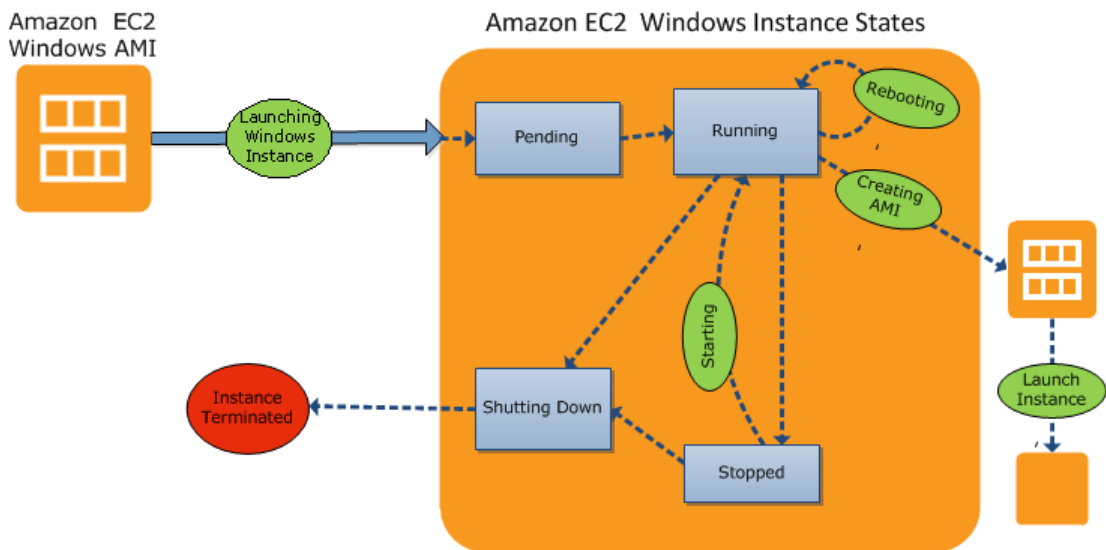 Amazon EC2
Windows AMI
Amazon EC2 Windows Instance States
Launching
Windows
Instance
Pending
Running
Rebooting
Creating
AMI
Starting
Launch
Instance
Instance
Terminated
Shutting Down
Stopped